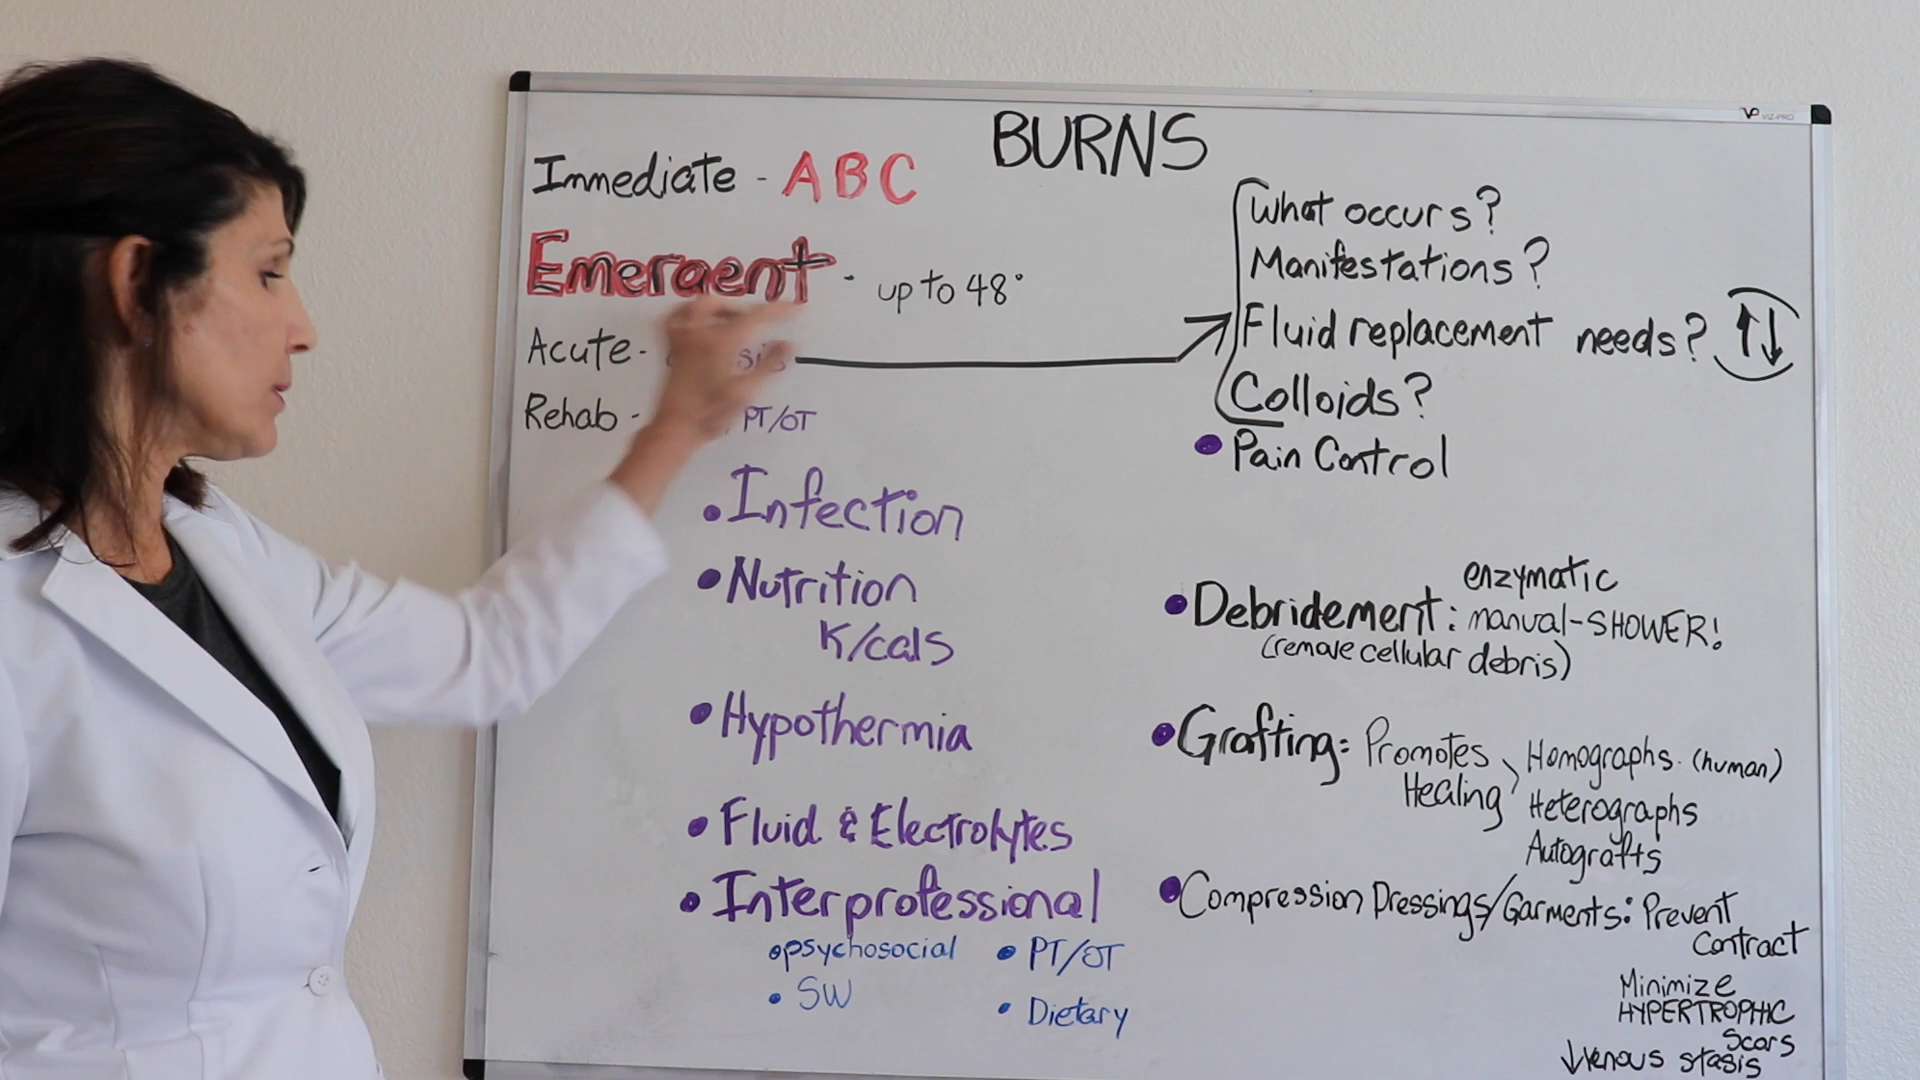 BURNS
VIZ-PRO
Immediate - ABC
Emergent - up to 48°
Acute-
Rehab - PT/OT
• Infection
• Nutrition
K/cals
• Hypothermia
• Fluid & Electrolytes
• Interprofessional
• psychosocial
• SW
• PT/OT
• Dietary
What occurs?
Manifestations?
Fluid replacement needs? ↑↓
Colloids?
• Pain Control
• Debridement: enzymatic
manual-SHOWER!
(remove cellular debris)
• Grafting: Promotes Healing
Homographs. (human)
Heterographs
Autografts
• Compression Dressings/Garments: Prevent
Contract
Minimize
HYPERTROPHIC
Scars
↓venous stasis